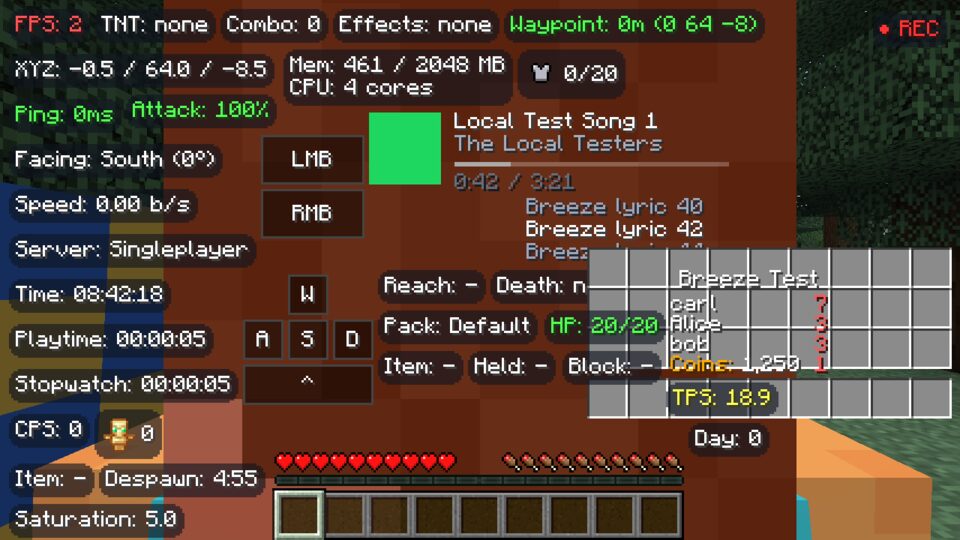 FPS: 2 TNT: none Combo: 0 Effects: none Waypoint: 0m (0 64 -8) REC
XYZ: -0.5 / 64.0 / -8.5
Mem: 461 / 2048 MB
CPU: 4 cores
0/20
Ping: 0ms Attack: 100%
Local Test Song 1
The Local Testers
0:42 / 3:21
Breeze lyric 40
Breeze lyric 42
Breeze lyric
LMB
RMB
Facing: South (0°)
Speed: 0.00 b/s
Server: Singleplayer
Time: 08:42:18
Playtime: 00:00:05
Stopwatch: 00:00:05
CPS: 0 0
Item: - Despawn: 4:55
Saturation: 5.0
W
A S D
^
Reach: - Death: n
Pack: Default HP: 20/20
Item: - Held: - Block: -
Breeze Test
carl 7
Alice 3
bob 3
Coins: 1,250 1
TPS: 18.9
Day: 0